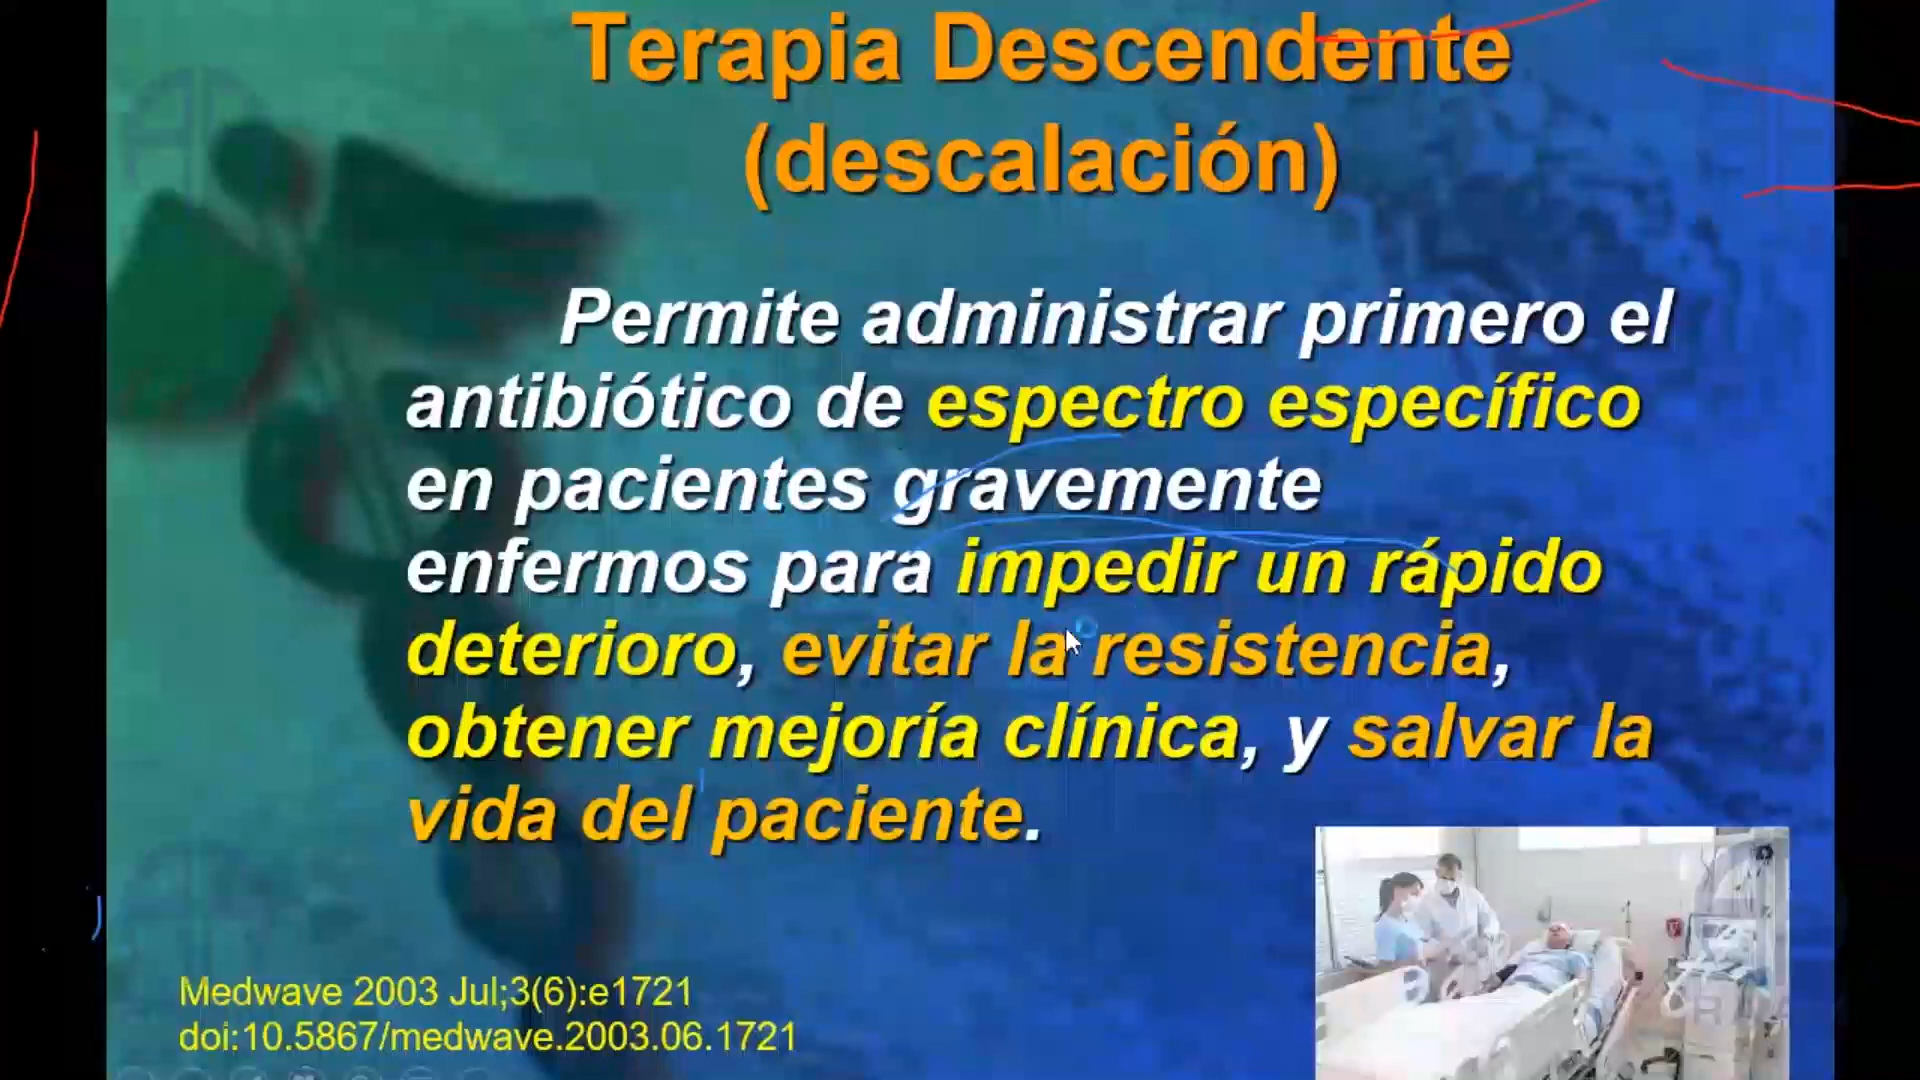 Terapia Descendente
(descalación)
Permite administrar primero el
antibiótico de espectro específico
en pacientes gravemente
enfermos para impedir un rápido
deterioro, evitar la resistencia,
obtener mejoría clínica, y salvar la
vida del paciente.
Medwave 2003 Jul;3(6):e1721
doi:10.5867/medwave.2003.06.1721